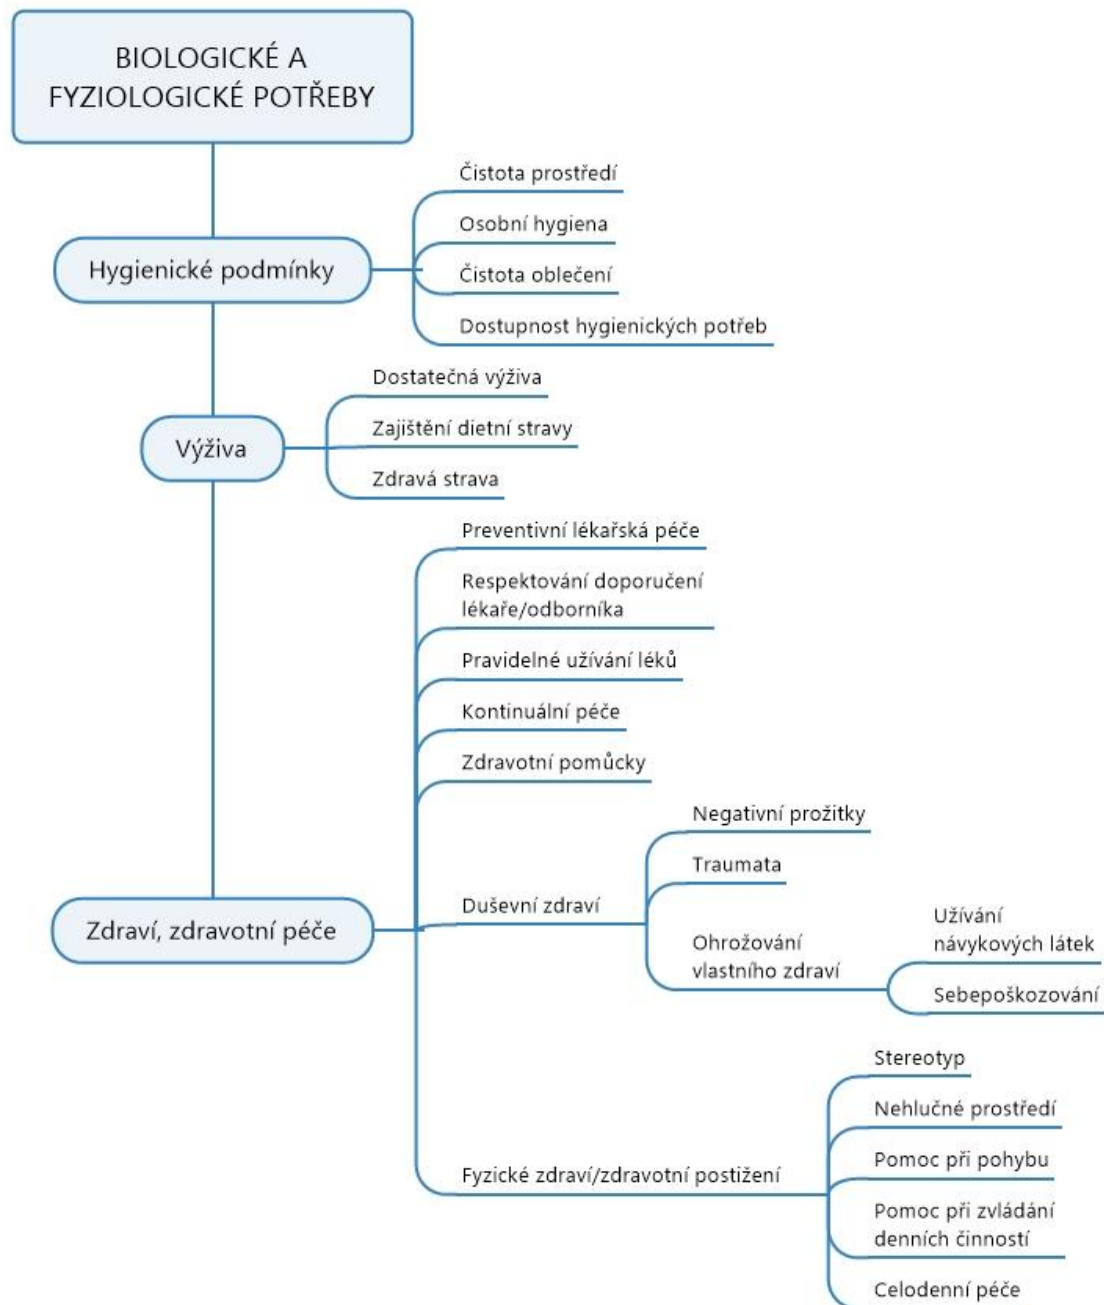 BIOLOGICKÉ A
FYZIOLOGICKÉ POTŘEBY
Hygienické podmínky
Čistota prostředí
Osobní hygiena
Čistota oblečení
Dostupnost hygienických potřeb
Výživa
Dostatečná výživa
Zajištění dietní stravy
Zdravá strava
Zdraví, zdravotní péče
Preventivní lékařská péče
Respektování doporučení
lékaře/odborníka
Pravidelné užívání léků
Kontinuální péče
Zdravotní pomůcky
Duševní zdraví
Negativní prožitky
Traumata
Ohrožování
vlastního zdraví
Užívání
návykových látek
Sebepoškozování
Fyzické zdraví/zdravotní postižení
Stereotyp
Nehlučné prostředí
Pomoc při pohybu
Pomoc při zvládání
denních činností
Celodenní péče